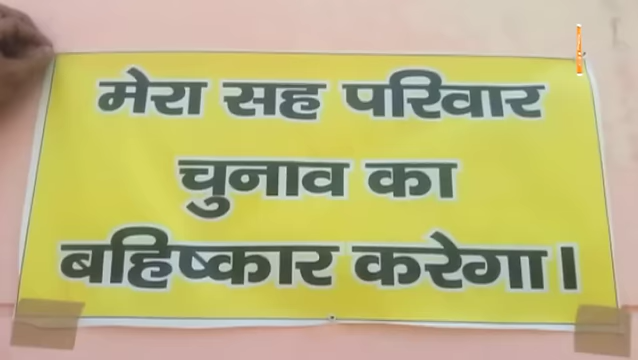 मेरा सह परिवार
चुनाव का
बहिष्कार करेगा।